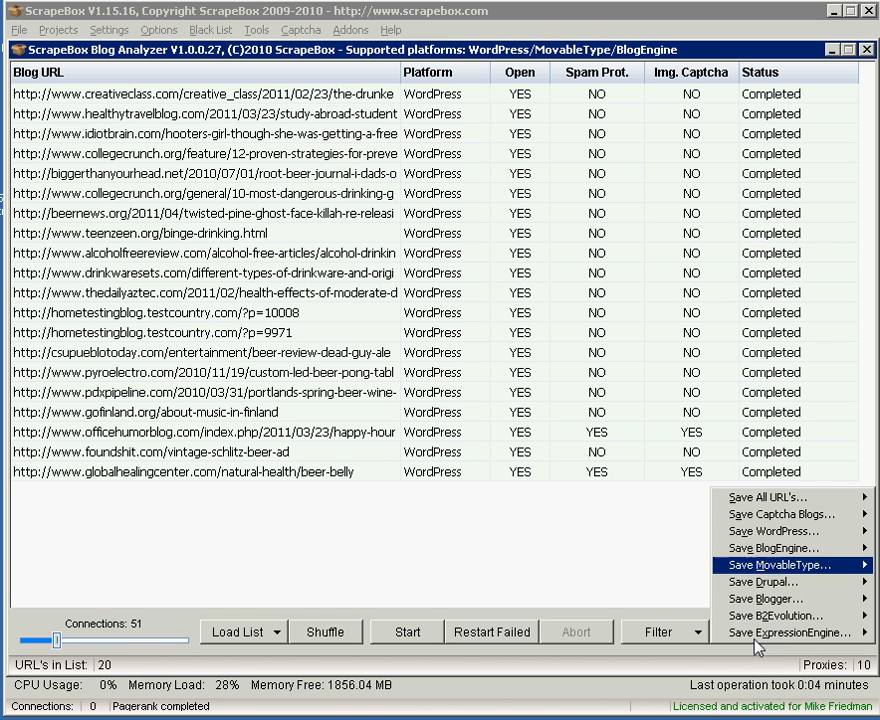 ScrapeBox V1.15.16, Copyright ScrapeBox 2009-2010 - http://www.scrapebox.com
File Projects Settings Options Black List Tools Captcha Addons Help
ScrapeBox Blog Analyzer V1.0.0.27, (C)2010 ScrapeBox - Supported platforms: WordPress/MovableType/BlogEngine
Blog URL Platform Open Spam Prot. Img. Captcha Status
http://www.creativeclass.com/creative_class/2011/02/23/the-drunke WordPress YES NO NO Completed
http://www.healthytravelblog.com/2011/03/23/study-abroad-student WordPress YES NO NO Completed
http://www.idiotbrain.com/hooters-girl-though-she-was-getting-a-free WordPress YES NO NO Completed
http://www.collegecrunch.org/feature/12-proven-strategies-for-preve WordPress YES NO NO Completed
http://biggerthanyourhead.net/2010/07/01/root-beer-journal-i-dads-o WordPress YES NO NO Completed
http://www.collegecrunch.org/general/10-most-dangerous-drinking-g WordPress YES NO NO Completed
http://beernews.org/2011/04/twisted-pine-ghost-face-killah-re-releasi WordPress YES NO NO Completed
http://www.teenzeen.org/binge-drinking.html WordPress YES NO NO Completed
http://www.alcoholfreereview.com/alcohol-free-articles/alcohol-drinkin WordPress YES NO NO Completed
http://www.drinkwaresets.com/different-types-of-drinkware-and-origi WordPress YES NO NO Completed
http://www.thedailyaztec.com/2011/02/health-effects-of-moderate-d WordPress YES NO NO Completed
http://hometestingblog.testcountry.com/?p=10008 WordPress YES NO NO Completed
http://hometestingblog.testcountry.com/?p=9971 WordPress YES NO NO Completed
http://csupueblotoday.com/entertainment/beer-review-dead-guy-ale WordPress YES NO NO Completed
http://www.pyroelectro.com/2010/11/19/custom-led-beer-pong-tabl WordPress YES NO NO Completed
http://www.pdxpipeline.com/2010/03/31/portlands-spring-beer-wine- WordPress YES NO NO Completed
http://www.gofinland.org/about-music-in-finland WordPress YES NO NO Completed
http://www.officehumorblog.com/index.php/2011/03/23/happy-hour WordPress YES YES YES Completed
http://www.foundshit.com/vintage-schlitz-beer-ad WordPress YES NO NO Completed
http://www.globalhealingcenter.com/natural-health/beer-belly WordPress YES YES YES Completed
Save All URL's...
Save Captcha Blogs...
Save WordPress...
Save BlogEngine...
Save MovableType...
Save Drupal...
Save Blogger...
Save B2Evolution...
Save ExpressionEngine...
Connections: 51
Load List Shuffle Start Restart Failed Abort Filter
URL's in List: 20 Proxies: 10
CPU Usage: 0% Memory Load: 28% Memory Free: 1856.04 MB Last operation took 0:04 minutes
Connections: 0 Pagerank completed Licensed and activated for Mike Friedman